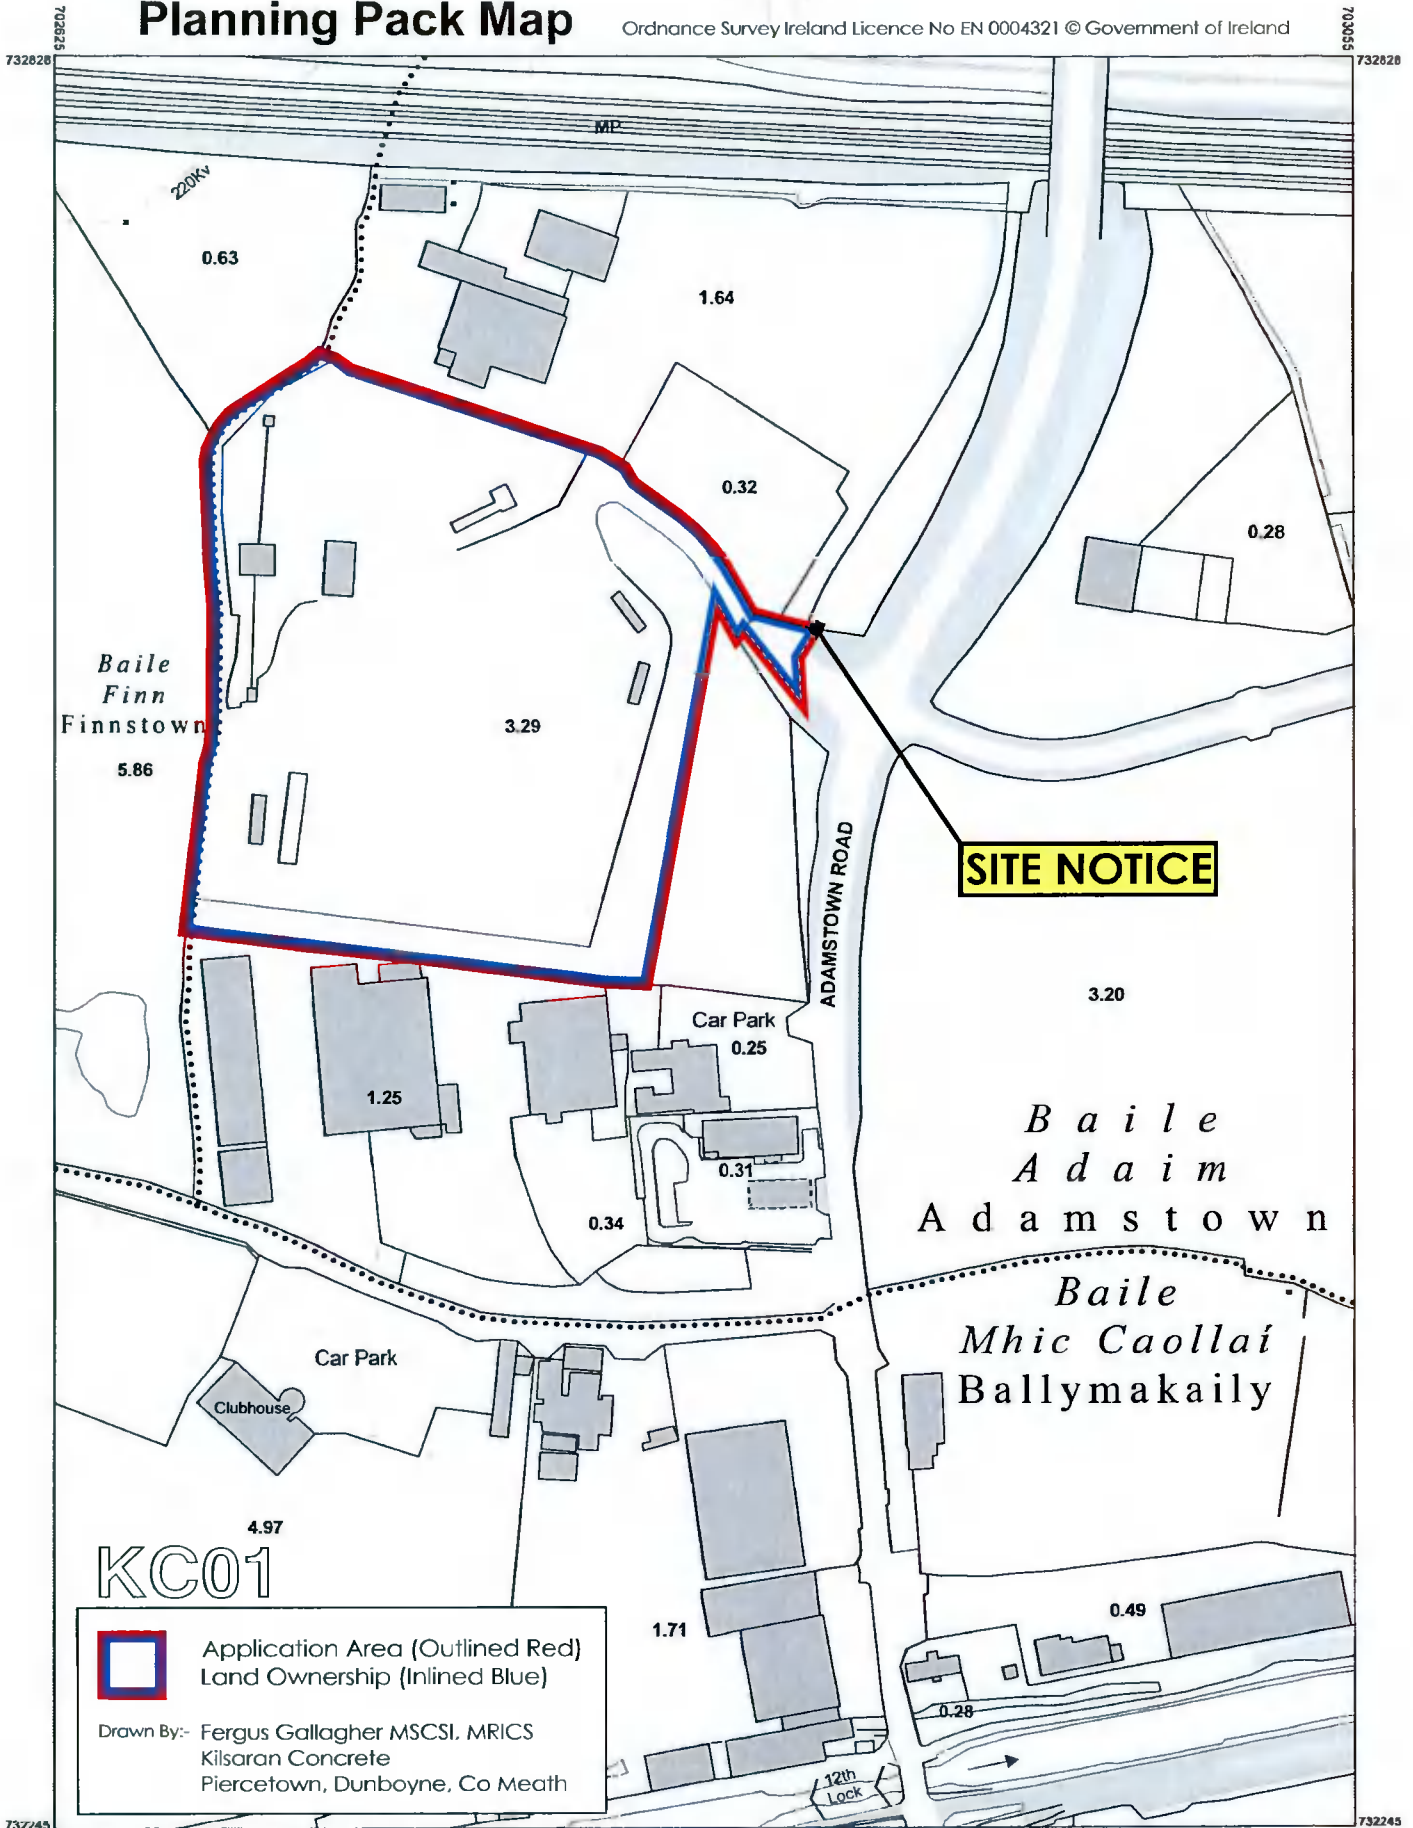 Planning Pack Map
Ordnance Survey Ireland Licence No EN 0004321 © Government of Ireland
702625
703055
732828
732828
MP
220Kv
0.63
1.64
0.32
0.28
Baile
Finn
Finnstown
5.86
3.29
SITE NOTICE
ADAMSTOWN ROAD
3.20
Car Park
0.25
1.25
0.31
0.34
Baile
Adaim
Adamstown
Baile
Mhic Caollaí
Ballymakaily
Car Park
Clubhouse
4.97
KC01
1.71
0.49
0.28
12th
Lock
Application Area (Outlined Red)
Land Ownership (Inlined Blue)
Drawn By:- Fergus Gallagher MSCSI, MRICS
Kilsaran Concrete
Piercetown, Dunboyne, Co Meath
732245
732245